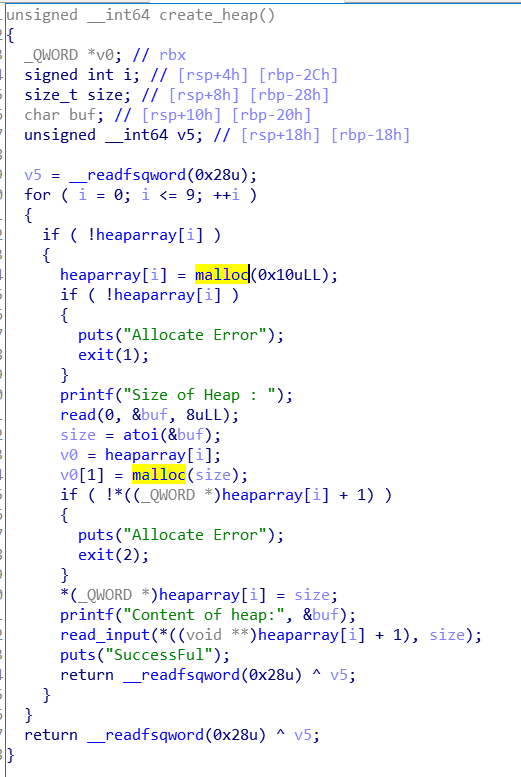 unsigned __int64 create_heap()
{
  _QWORD *v0; // rbx
  signed int i; // [rsp+4h] [rbp-2Ch]
  size_t size; // [rsp+8h] [rbp-28h]
  char buf; // [rsp+10h] [rbp-20h]
  unsigned __int64 v5; // [rsp+18h] [rbp-18h]

  v5 = __readfsqword(0x28u);
  for ( i = 0; i <= 9; ++i )
  {
    if ( !heaparray[i] )
    {
      heaparray[i] = malloc(0x10uLL);
      if ( !heaparray[i] )
      {
        puts("Allocate Error");
        exit(1);
      }
      printf("Size of Heap : ");
      read(0, &buf, 8uLL);
      size = atoi(&buf);
      v0 = heaparray[i];
      v0[1] = malloc(size);
      if ( !*((_QWORD *)heaparray[i] + 1) )
      {
        puts("Allocate Error");
        exit(2);
      }
      *(_QWORD *)heaparray[i] = size;
      printf("Content of heap:", &buf);
      read_input(*((void **)heaparray[i] + 1), size);
      puts("SuccessFul");
      return __readfsqword(0x28u) ^ v5;
    }
  }
  return __readfsqword(0x28u) ^ v5;
}